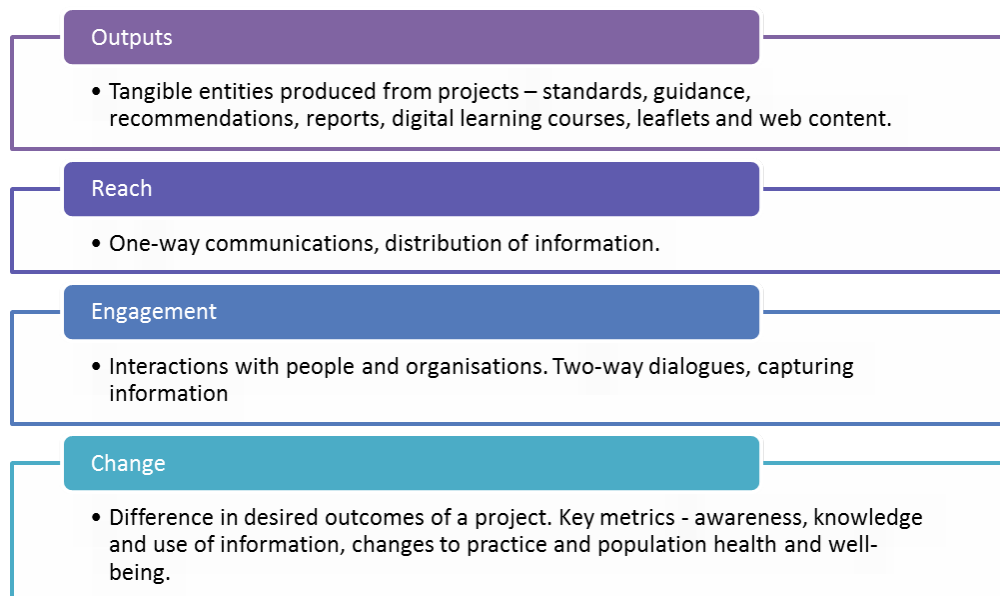 Outputs
• Tangible entities produced from projects – standards, guidance,
recommendations, reports, digital learning courses, leaflets and web content.
Reach
• One-way communications, distribution of information.
Engagement
• Interactions with people and organisations. Two-way dialogues, capturing
information
Change
• Difference in desired outcomes of a project. Key metrics - awareness, knowledge
and use of information, changes to practice and population health and well-
being.